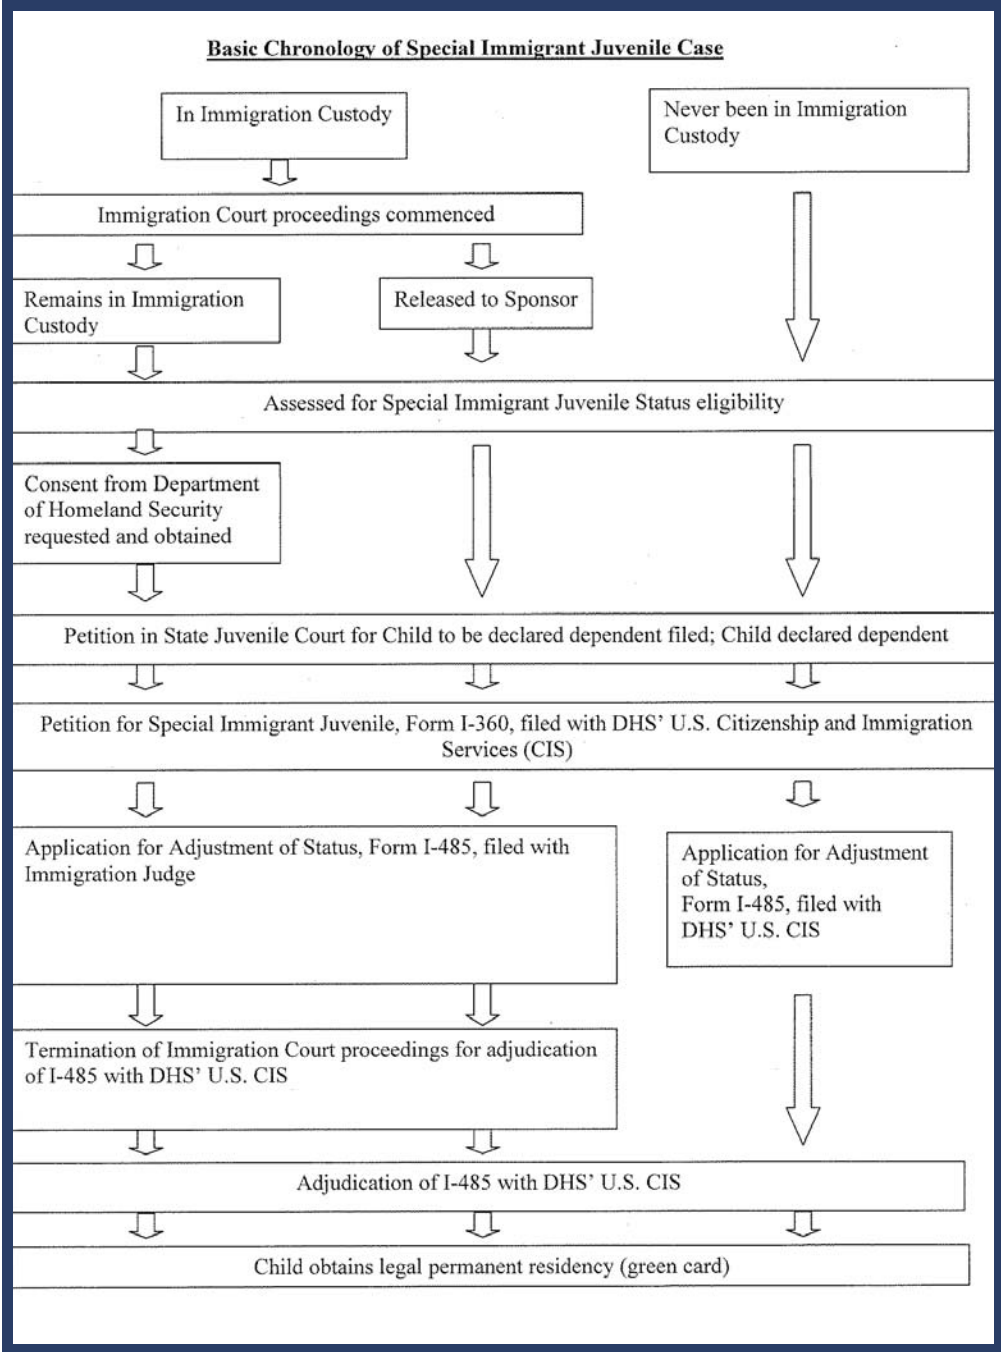 Basic Chronology of Special Immigrant Juvenile Case
In Immigration Custody
Never been in Immigration
Custody
Immigration Court proceedings commenced
Remains in Immigration
Custody
Released to Sponsor
Assessed for Special Immigrant Juvenile Status eligibility
Consent from Department
of Homeland Security
requested and obtained
Petition in State Juvenile Court for Child to be declared dependent filed; Child declared dependent
Petition for Special Immigrant Juvenile, Form I-360, filed with DHS’ U.S. Citizenship and Immigration
Services (CIS)
Application for Adjustment of Status, Form I-485, filed with
Immigration Judge
Application for Adjustment
of Status,
Form I-485, filed with
DHS’ U.S. CIS
Termination of Immigration Court proceedings for adjudication
of I-485 with DHS’ U.S. CIS
Adjudication of I-485 with DHS’ U.S. CIS
Child obtains legal permanent residency (green card)